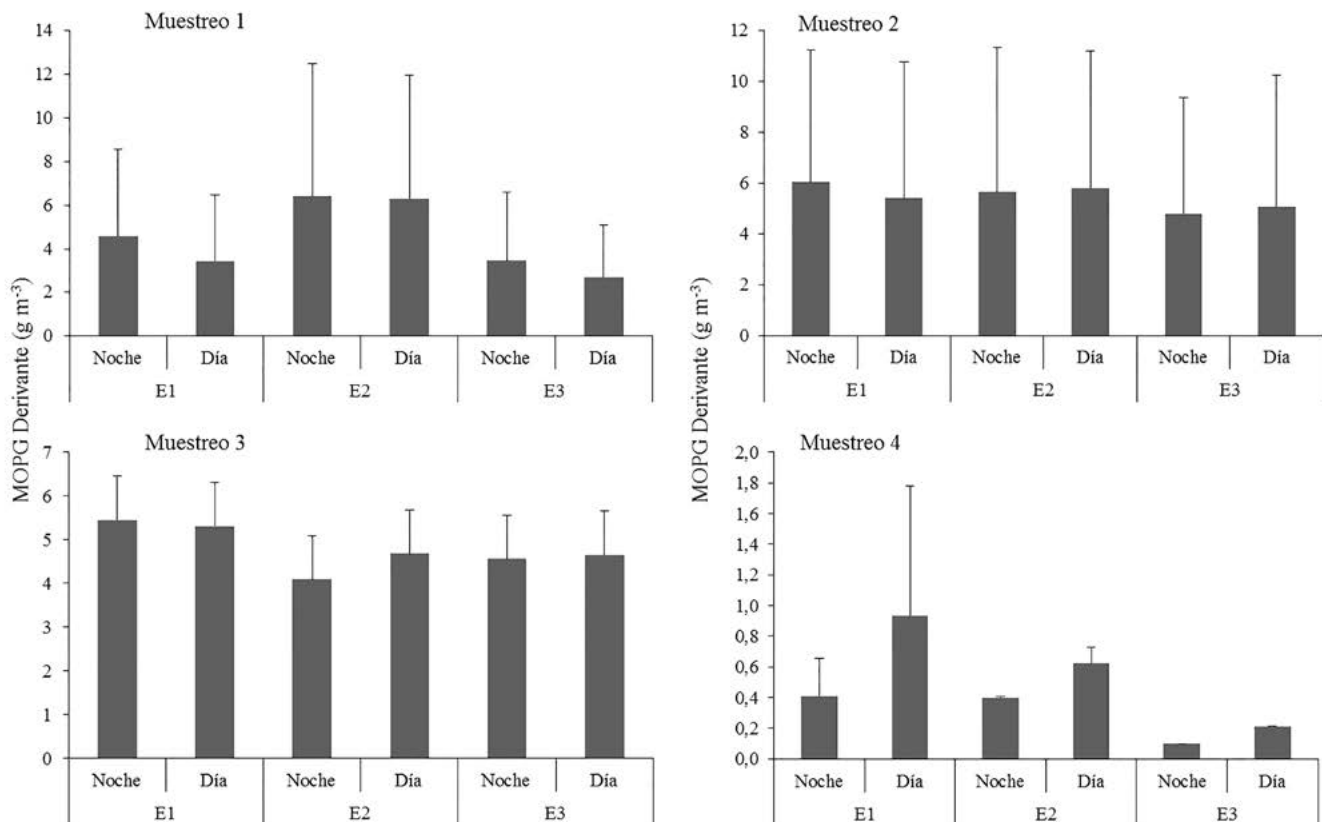 Muestreo 1
14
12
10
8
6
4
2
0
Noche Día Noche Día Noche Día
E1 E2 E3
MOPG Derivante (g m-3)
Muestreo 2
12
10
8
6
4
2
0
Noche Día Noche Día Noche Día
E1 E2 E3
MOPG Derivante (g m-3)
Muestreo 3
7
6
5
4
3
2
1
0
Noche Día Noche Día Noche Día
E1 E2 E3
Muestreo 4
2,0
1,8
1,6
1,4
1,2
1,0
0,8
0,6
0,4
0,2
0,0
Noche Día Noche Día Noche Día
E1 E2 E3